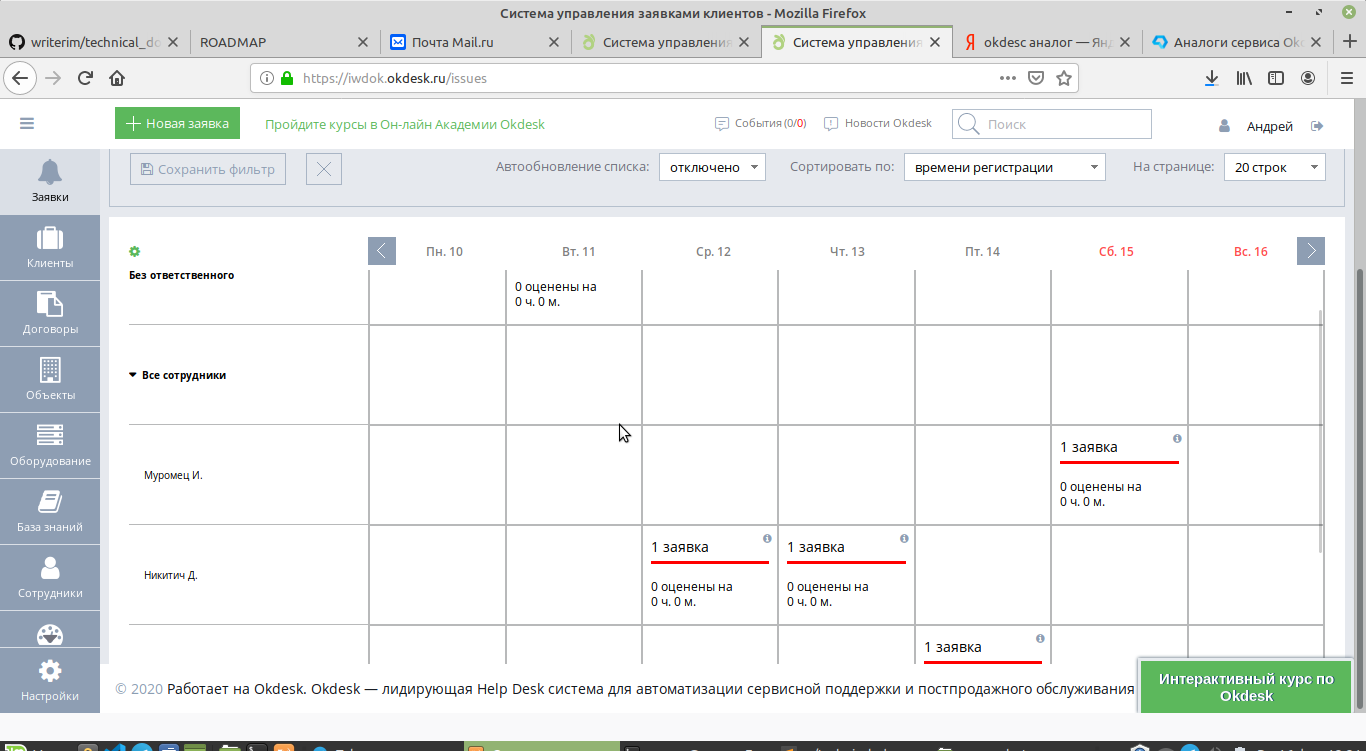 Система управления заявками клиентов - Mozilla Firefox
writerim/technical_do
ROADMAP
Почта Mail.ru
Система управления
Система управления
okdesc аналог — Янд
Аналоги сервиса Okd
https://iwdok.okdesk.ru/issues
Новая заявка
Пройдите курсы в Он-лайн Академии Okdesk
События (0/0)
Новости Okdesk
Поиск
Андрей
Заявки
Клиенты
Договоры
Объекты
Оборудование
База знаний
Сотрудники
Настройки
Сохранить фильтр
Автообновление списка:
отключено
Сортировать по:
времени регистрации
На странице:
20 строк
Пн. 10
Вт. 11
Ср. 12
Чт. 13
Пт. 14
Сб. 15
Вс. 16
Без ответственного
0 оценены на
0 ч. 0 м.
Все сотрудники
Муромец И.
1 заявка
0 оценены на
0 ч. 0 м.
Никитич Д.
1 заявка
0 оценены на
0 ч. 0 м.
1 заявка
0 оценены на
0 ч. 0 м.
1 заявка
© 2020 Работает на Okdesk. Okdesk — лидирующая Help Desk система для автоматизации сервисной поддержки и постпродажного обслуживания
Интерактивный курс по
Okdesk